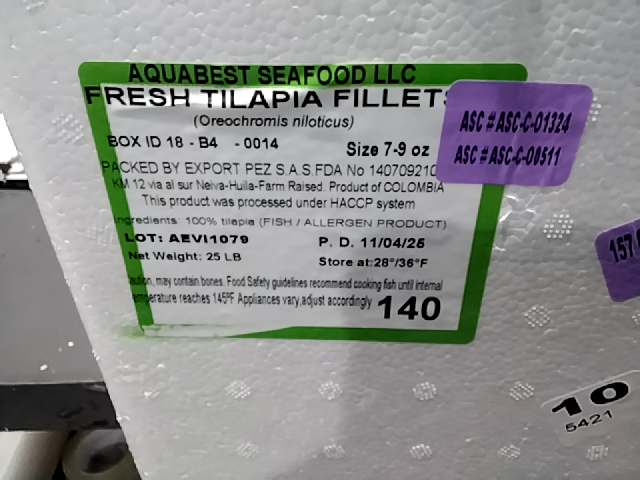 AQUABEST SEAFOOD LLC
FRESH TILAPIA FILLETS
(Oreochromis niloticus)
BOX ID 18 - B4 - 0014
Size 7-9 oz
PACKED BY EXPORT PEZ S.A.S.FDA No 140709210
KM 12 via al sur Neiva-Huila-Farm Raised. Product of COLOMBIA
This product was processed under HACCP system
Ingredients: 100% tilapia (FISH / ALLERGEN PRODUCT)
LOT: AEVI1079
P. D. 11/04/25
Net Weight: 25 LB
Store at:28°/36°F
may contain bones. Food Safety guidelines recommend cooking fish until internal
temperature reaches 145ºF Appliances vary,adjust accordingly
140
ASC # ASC-C-01324
ASC # ASC-C-00511
157
10
5421